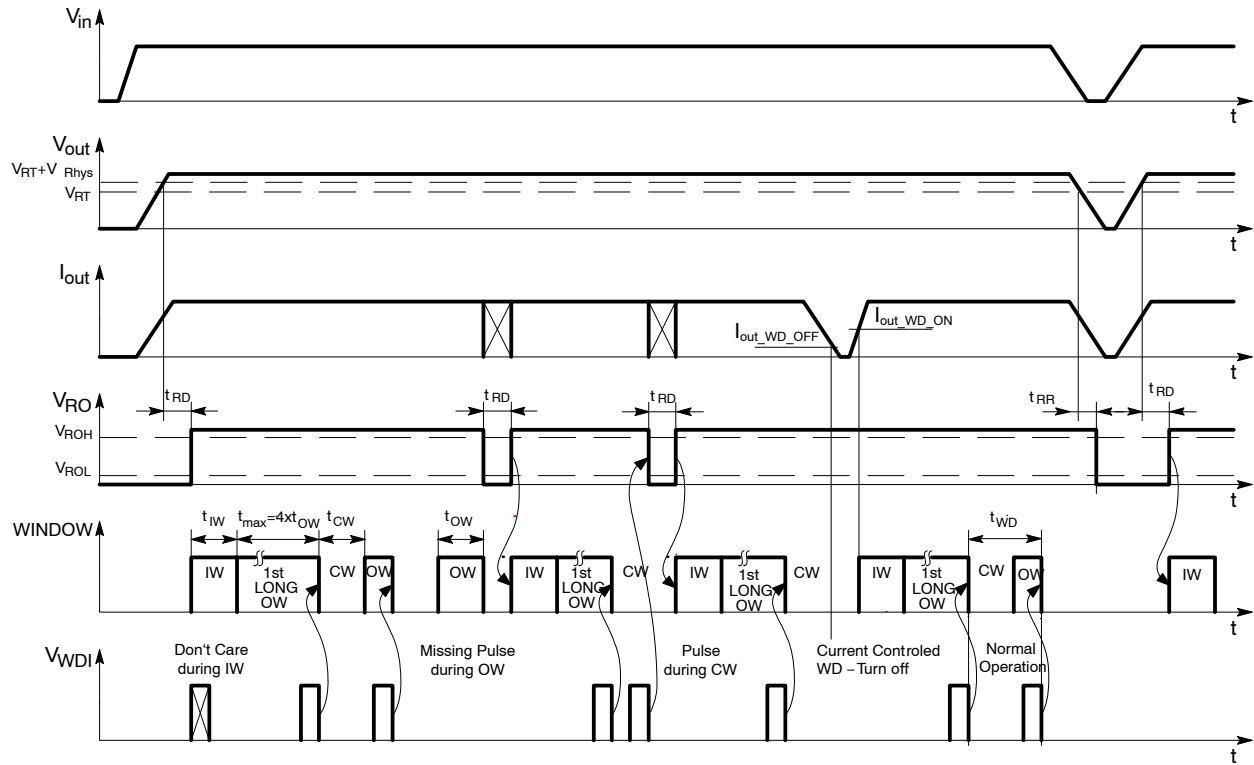 Vin
t
Vout
VRT+V Rhys
VRT
t
Iout
Iout_WD_OFF
Iout_WD_ON
t
VRO
tRD
tRD
tRD
tRR
tRD
VROH
VROL
t
WINDOW
tIW
tmax=4xtOW
tCW
tOW
tWD
IW
1st
LONG
OW
CW
OW
OW
IW
1st
LONG
OW
CW
IW
1st
LONG
OW
CW
IW
1st
LONG
OW
CW
OW
IW
t
VWDI
Don't Care
during IW
Missing Pulse
during OW
Pulse
during CW
Current Controled
WD – Turn off
Normal
Operation
t